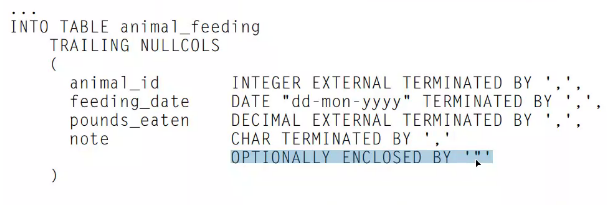 ...
INTO TABLE animal_feeding
TRAILING NULLCOLS
(
animal_id INTEGER EXTERNAL TERMINATED BY ',',
feeding_date DATE "dd-mon-yyyy" TERMINATED BY ',',
pounds_eaten DECIMAL EXTERNAL TERMINATED BY ',',
note CHAR TERMINATED BY ','
OPTIONALLY ENCLOSED BY '"'
)